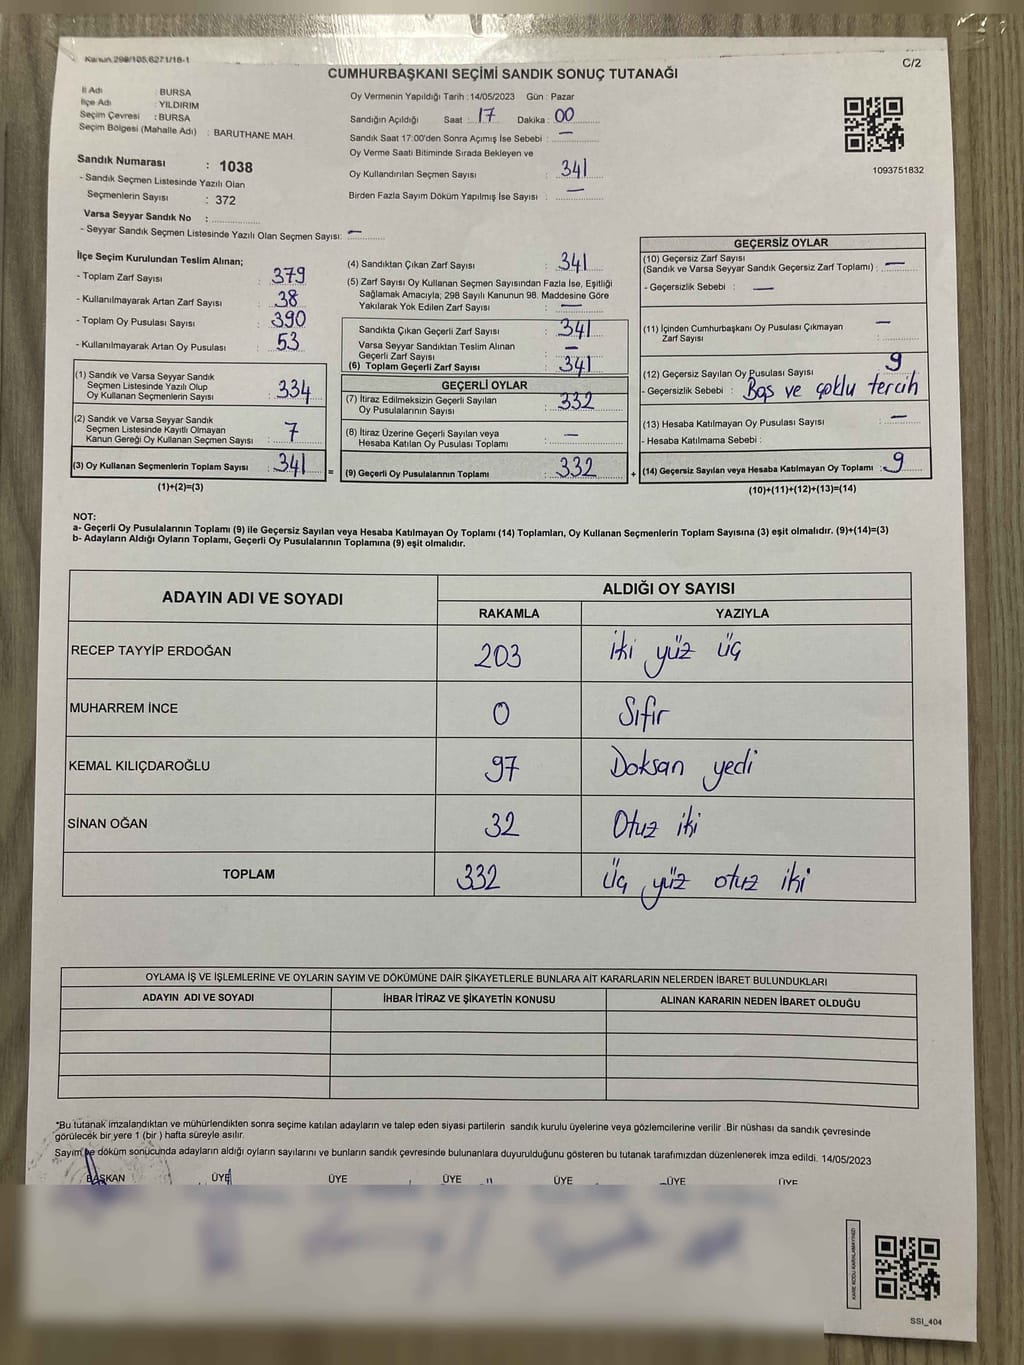 Kanun.298/105,6271/18-1
C/2
CUMHURBAŞKANI SEÇİMİ SANDIK SONUÇ TUTANAĞI
İl Adı : BURSA
İlçe Adı : YILDIRIM
Seçim Çevresi : BURSA
Seçim Bölgesi (Mahalle Adı) : BARUTHANE MAH.
Sandık Numarası : 1038
- Sandık Seçmen Listesinde Yazılı Olan
Seçmenlerin Sayısı : 372
Varsa Seyyar Sandık No :
- Seyyar Sandık Seçmen Listesinde Yazılı Olan Seçmen Sayısı: —
Oy Vermenin Yapıldığı Tarih : 14/05/2023 Gün : Pazar
Sandığın Açıldığı Saat : 17 Dakika : 00
Sandık Saat 17:00'den Sonra Açımış İse Sebebi : —
Oy Verme Saati Bitiminde Sırada Bekleyen ve
Oy Kullandırılan Seçmen Sayısı : 341
Birden Fazla Sayım Döküm Yapılmış İse Sayısı : —
1093751832
İlçe Seçim Kurulundan Teslim Alınan;
- Toplam Zarf Sayısı : 379
- Kullanılmayarak Artan Zarf Sayısı : 38
- Toplam Oy Pusulası Sayısı : 390
- Kullanılmayarak Artan Oy Pusulası : 53
(1) Sandık ve Varsa Seyyar Sandık
Seçmen Listesinde Yazılı Olup
Oy Kullanan Seçmenlerin Sayısı : 334
(2) Sandık ve Varsa Seyyar Sandık
Seçmen Listesinde Kayıtlı Olmayan
Kanun Gereği Oy Kullanan Seçmen Sayısı : 7
(3) Oy Kullanan Seçmenlerin Toplam Sayısı : 341
(1)+(2)=(3)
=
(4) Sandıktan Çıkan Zarf Sayısı : 341
(5) Zarf Sayısı Oy Kullanan Seçmen Sayısından Fazla İse, Eşitliği
Sağlamak Amacıyla; 298 Sayılı Kanunun 98. Maddesine Göre
Yakılarak Yok Edilen Zarf Sayısı : —
Sandıkta Çıkan Geçerli Zarf Sayısı : 341
Varsa Seyyar Sandıktan Teslim Alınan
Geçerli Zarf Sayısı : —
(6) Toplam Geçerli Zarf Sayısı : 341
GEÇERLİ OYLAR
(7) İtiraz Edilmeksizin Geçerli Sayılan
Oy Pusulalarının Sayısı : 332
(8) İtiraz Üzerine Geçerli Sayılan veya
Hesaba Katılan Oy Pusulası Toplamı : —
(9) Geçerli Oy Pusulalarının Toplamı : 332
+
GEÇERSİZ OYLAR
(10) Geçersiz Zarf Sayısı
(Sandık ve Varsa Seyyar Sandık Geçersiz Zarf Toplamı) : —
- Geçersizlik Sebebi : —
(11) İçinden Cumhurbaşkanı Oy Pusulası Çıkmayan
Zarf Sayısı : —
(12) Geçersiz Sayılan Oy Pusulası Sayısı : 9
- Geçersizlik Sebebi : Boş ve çoklu tercih
(13) Hesaba Katılmayan Oy Pusulası Sayısı : —
- Hesaba Katılmama Sebebi :
(14) Geçersiz Sayılan veya Hesaba Katılmayan Oy Toplamı : 9
(10)+(11)+(12)+(13)=(14)
NOT:
a- Geçerli Oy Pusulalarının Toplamı (9) ile Geçersiz Sayılan veya Hesaba Katılmayan Oy Toplamı (14) Toplamları, Oy Kullanan Seçmenlerin Toplam Sayısına (3) eşit olmalıdır. (9)+(14)=(3)
b- Adayların Aldığı Oyların Toplamı, Geçerli Oy Pusulalarının Toplamına (9) eşit olmalıdır.
ADAYIN ADI VE SOYADI
ALDIĞI OY SAYISI
RAKAMLA YAZIYLA
RECEP TAYYİP ERDOĞAN 203 İki yüz üç
MUHARREM İNCE 0 Sıfır
KEMAL KILIÇDAROĞLU 97 Doksan yedi
SİNAN OĞAN 32 Otuz iki
TOPLAM 332 Üç yüz otuz iki
OYLAMA İŞ VE İŞLEMLERİNE VE OYLARIN SAYIM VE DÖKÜMÜNE DAİR ŞİKAYETLERLE BUNLARA AİT KARARLARIN NELERDEN İBARET BULUNDUKLARI
ADAYIN ADI VE SOYADI İHBAR İTİRAZ VE ŞİKAYETİN KONUSU ALINAN KARARIN NEDEN İBARET OLDUĞU
*Bu tutanak imzalandıktan ve mühürlendikten sonra seçime katılan adayların ve talep eden siyasi partilerin sandık kurulu üyelerine veya gözlemcilerine verilir .Bir nüshası da sandık çevresinde
görülecek bir yere 1 (bir ) hafta süreyle asılır.
Sayım ve döküm sonucunda adayların aldığı oyların sayılarını ve bunların sandık çevresinde bulunanlara duyurulduğunu gösteren bu tutanak tarafımızdan düzenlenerek imza edildi. 14/05/2023
BAŞKAN ÜYE ÜYE ÜYE ÜYE ÜYE ÜYE
KARE KODU KARALAMAYINIZ!
SSI_404